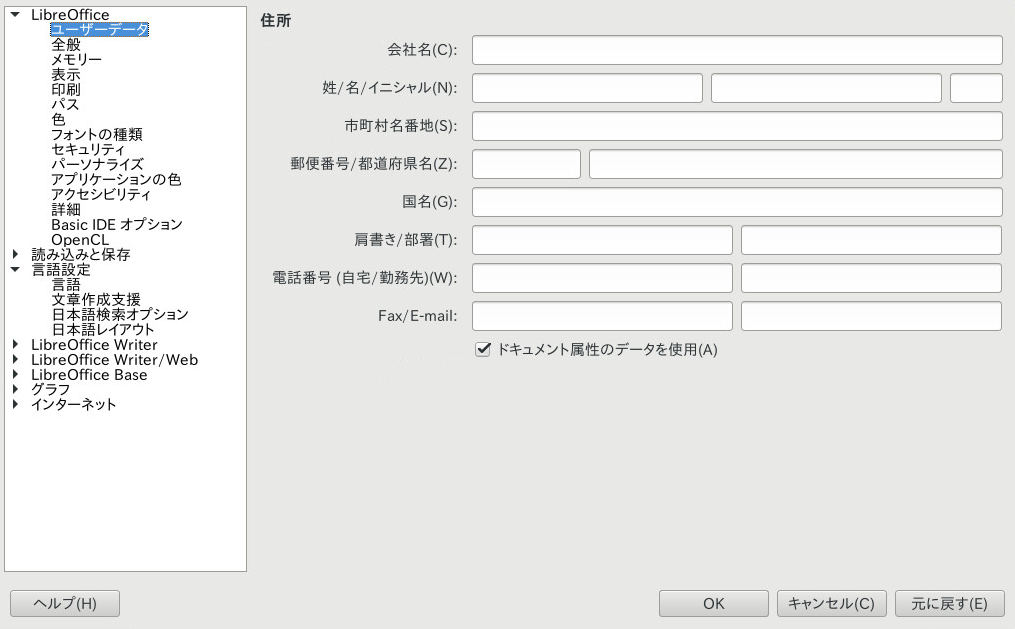 LibreOffice
ユーザーデータ
全般
メモリー
表示
印刷
パス
色
フォントの種類
セキュリティ
パーソナライズ
アプリケーションの色
アクセシビリティ
詳細
Basic IDE オプション
OpenCL
読み込みと保存
言語設定
言語
文章作成支援
日本語検索オプション
日本語レイアウト
LibreOffice Writer
LibreOffice Writer/Web
LibreOffice Base
グラフ
インターネット
住所
会社名(C):
姓/名/イニシャル(N):
市町村名番地(S):
郵便番号/都道府県名(Z):
国名(G):
肩書き/部署(T):
電話番号 (自宅/勤務先)(W):
Fax/E-mail:
ドキュメント属性のデータを使用(A)
ヘルプ(H)
OK
キャンセル(C)
元に戻す(E)